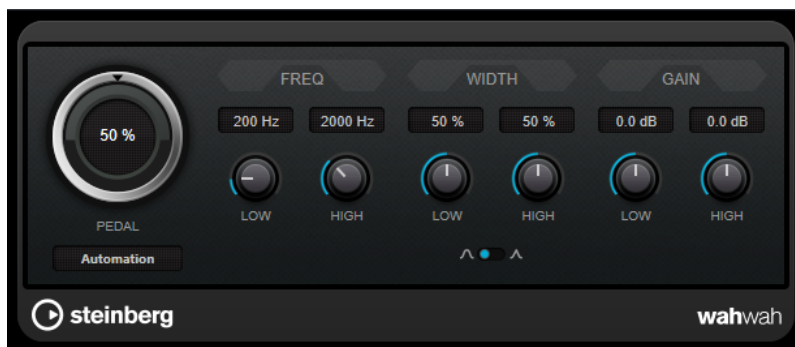 FREQ WIDTH GAIN
50 %
200 Hz 2000 Hz 50 % 50 % 0.0 dB 0.0 dB
LOW HIGH LOW HIGH LOW HIGH
PEDAL
Automation
steinberg wahwah